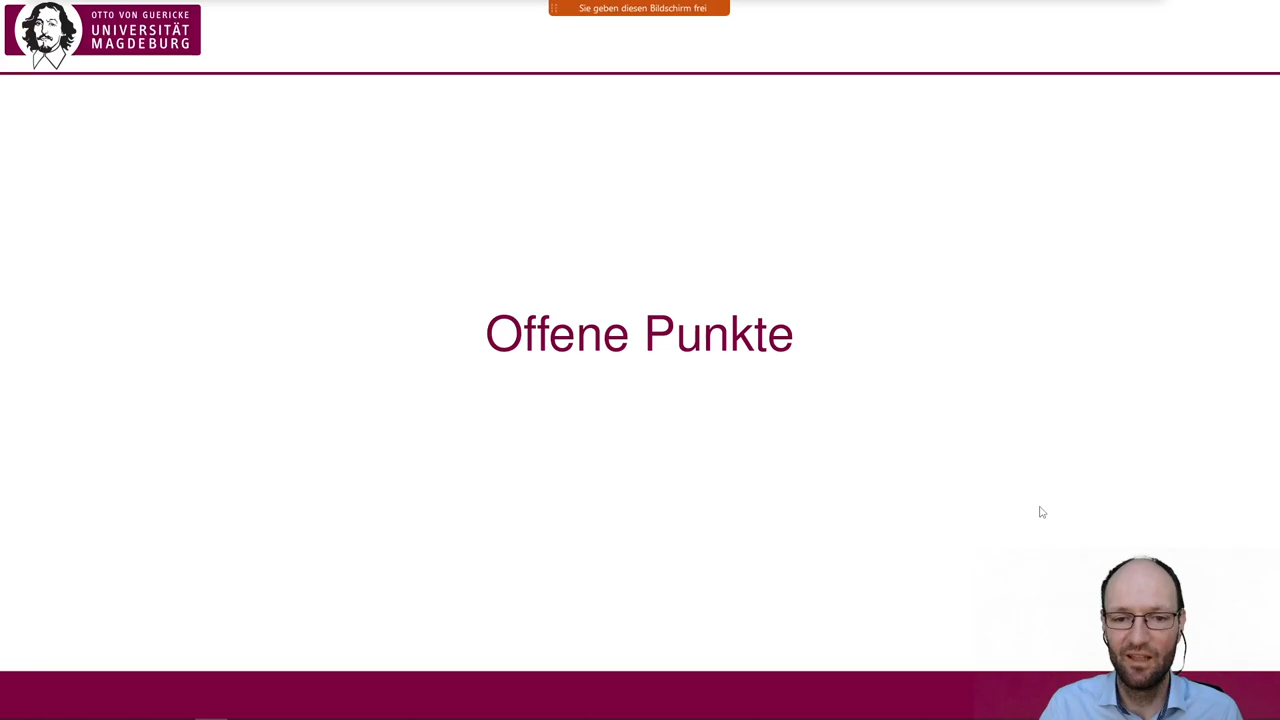 Sie geben diesen Bildschirm frei
OTTO VON GUERICKE
UNIVERSITÄT
MAGDEBURG
Offene Punkte